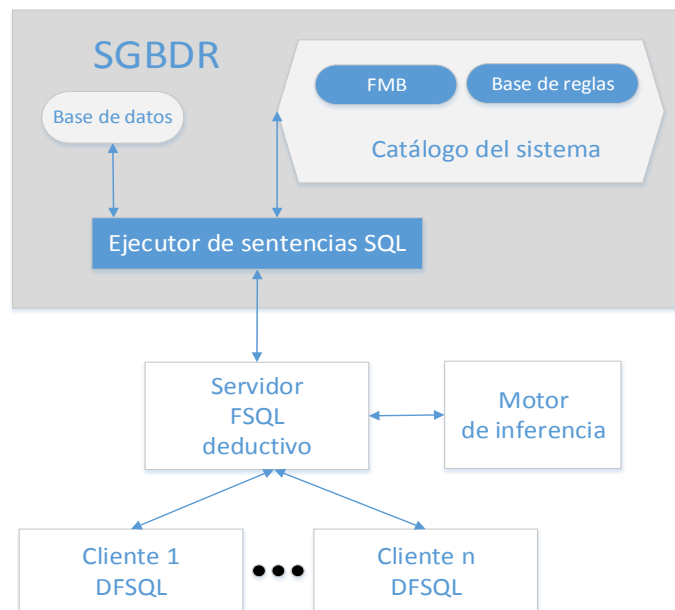 SGBDR
Base de datos
FMB
Base de reglas
Catálogo del sistema
Ejecutor de sentencias SQL
Servidor
FSQL
deductivo
Motor
de inferencia
Cliente 1
DFSQL
Cliente n
DFSQL